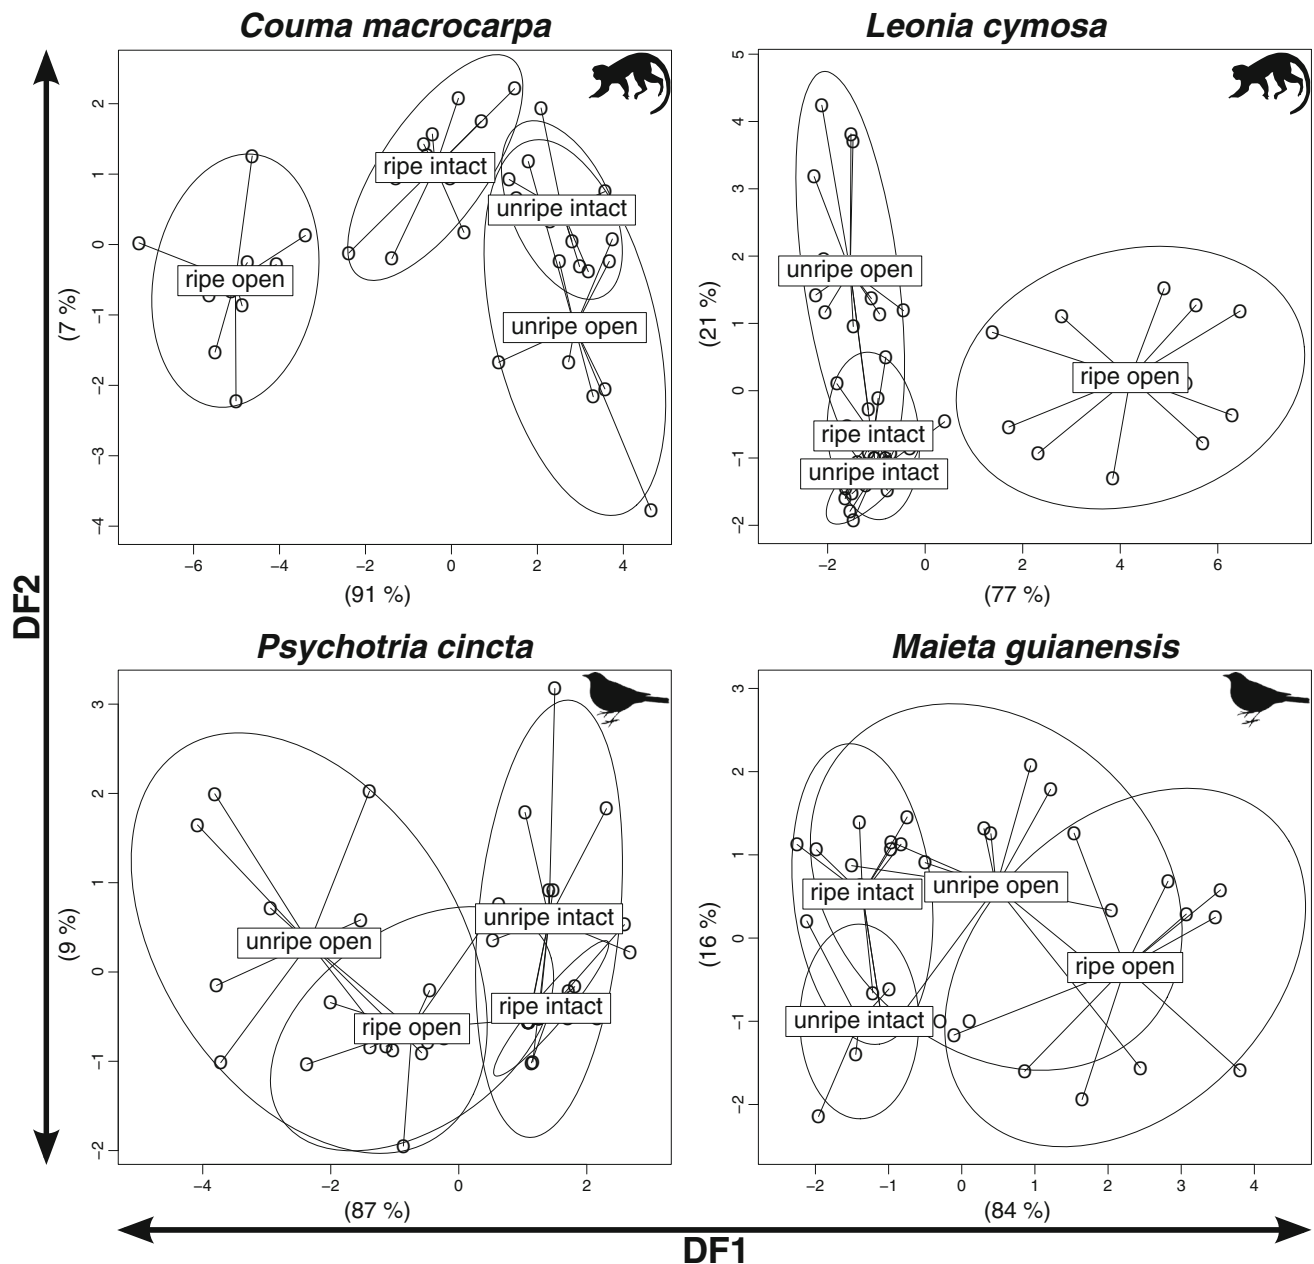 Couma macrocarpa
Leonia cymosa
2
1
0
−1
−2
−3
−4
(7 %)
ripe intact
unripe intact
ripe open
unripe open
−6
−4
−2
0
2
4
(91 %)
5
4
3
2
1
0
−1
−2
(21 %)
unripe open
ripe open
ripe intact
unripe intact
−2
0
2
4
6
(77 %)
DF2
Psychotria cincta
Maieta guianensis
3
2
1
0
−1
−2
(9 %)
unripe intact
unripe open
ripe intact
ripe open
−4
−2
0
2
(87 %)
3
2
1
0
−1
−2
(16 %)
ripe intact
unripe open
ripe open
unripe intact
−2
−1
0
1
2
3
4
(84 %)
DF1